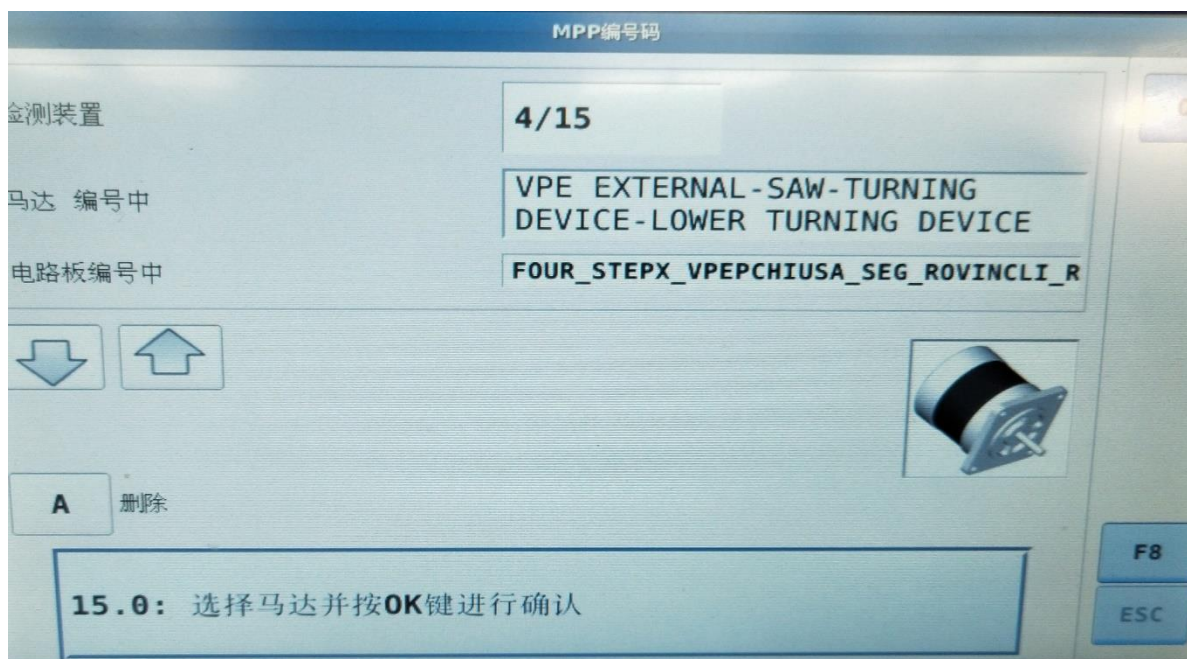 MPP编号码
检测装置
4/15
马达 编号中
VPE EXTERNAL-SAW-TURNING
DEVICE-LOWER TURNING DEVICE
电路板编号中
FOUR_STEPX_VPEPCHIUSA_SEG_ROVINCLI_R
A 删除
F8
15.0: 选择马达并按OK键进行确认
ESC